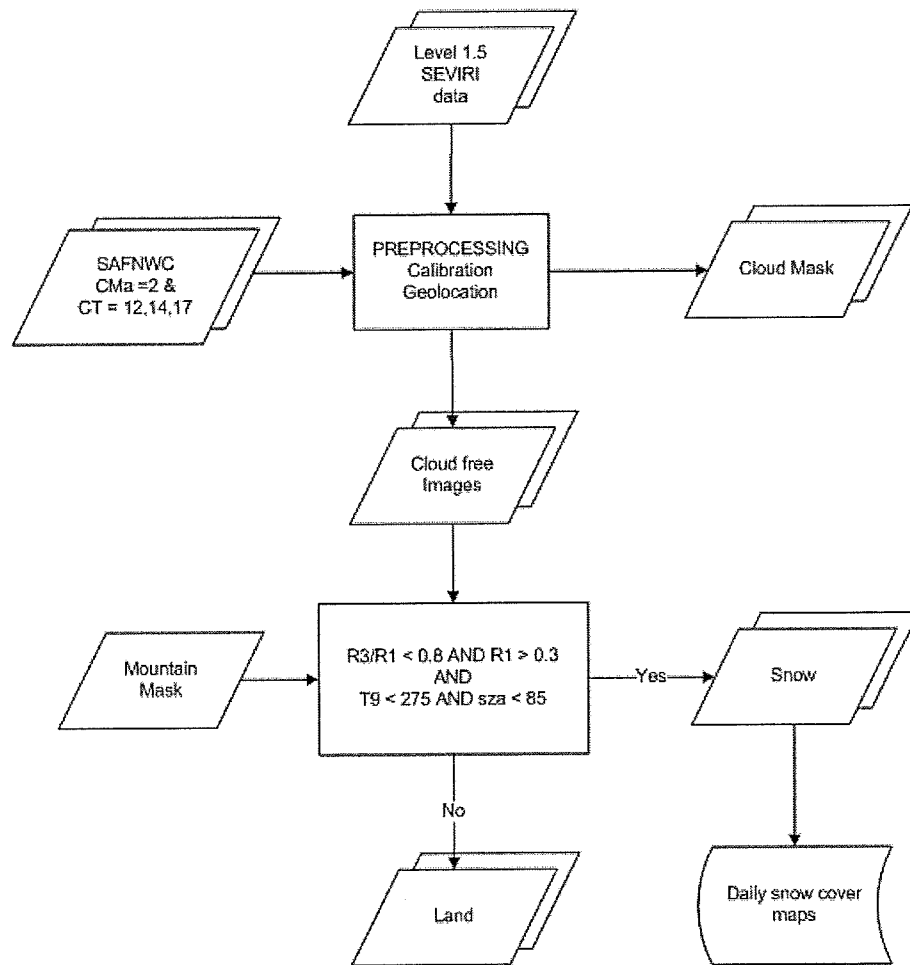 Level 1.5
SEVIRI
data
SAFNWC
CMa =2 &
CT = 12,14,17
PREPROCESSING
Calibration
Geolocation
Cloud Mask
Cloud free
Images
Mountain
Mask
R3/R1 < 0.8 AND R1 > 0.3
AND
T9 < 275 AND sza < 85
Yes
Snow
No
Land
Daily snow cover
maps